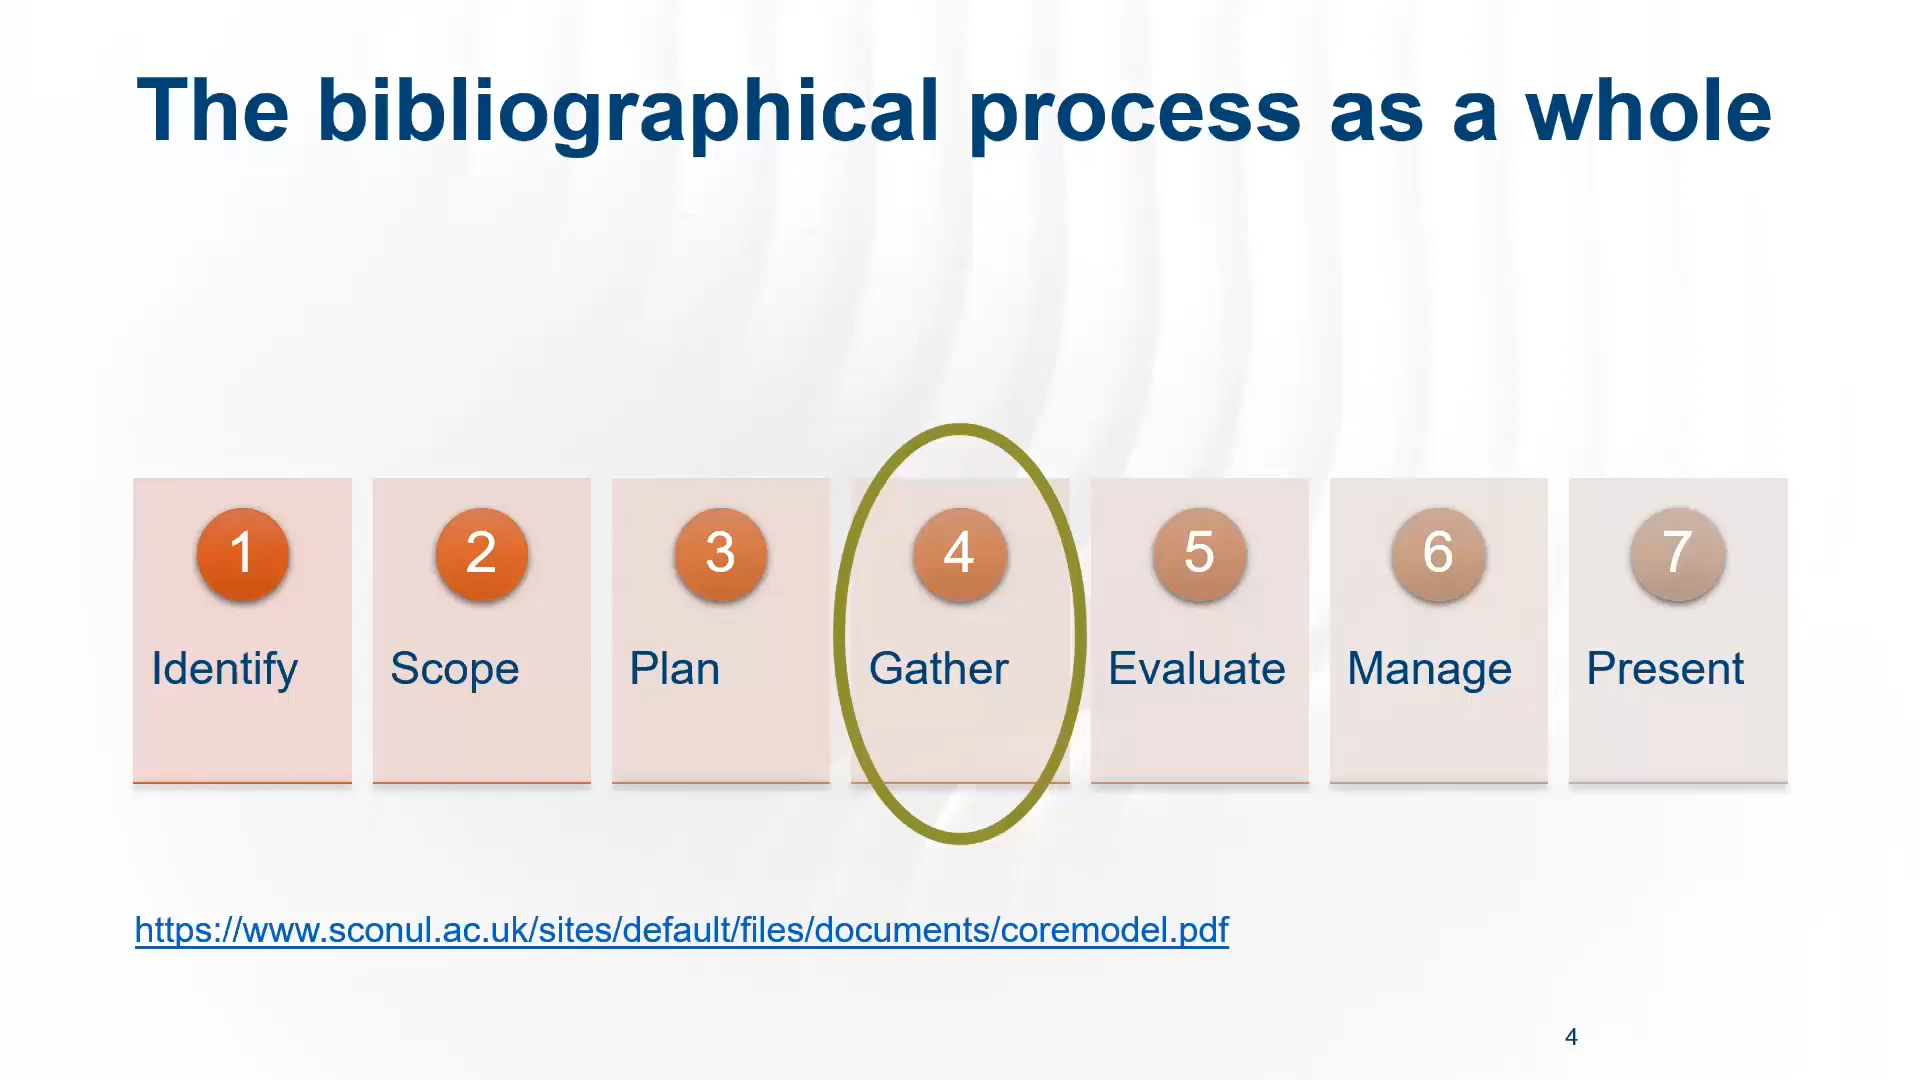 The bibliographical process as a whole
1 2 3 4 5 6 7
Identify Scope Plan Gather Evaluate Manage Present
https://www.sconul.ac.uk/sites/default/files/documents/coremodel.pdf
4